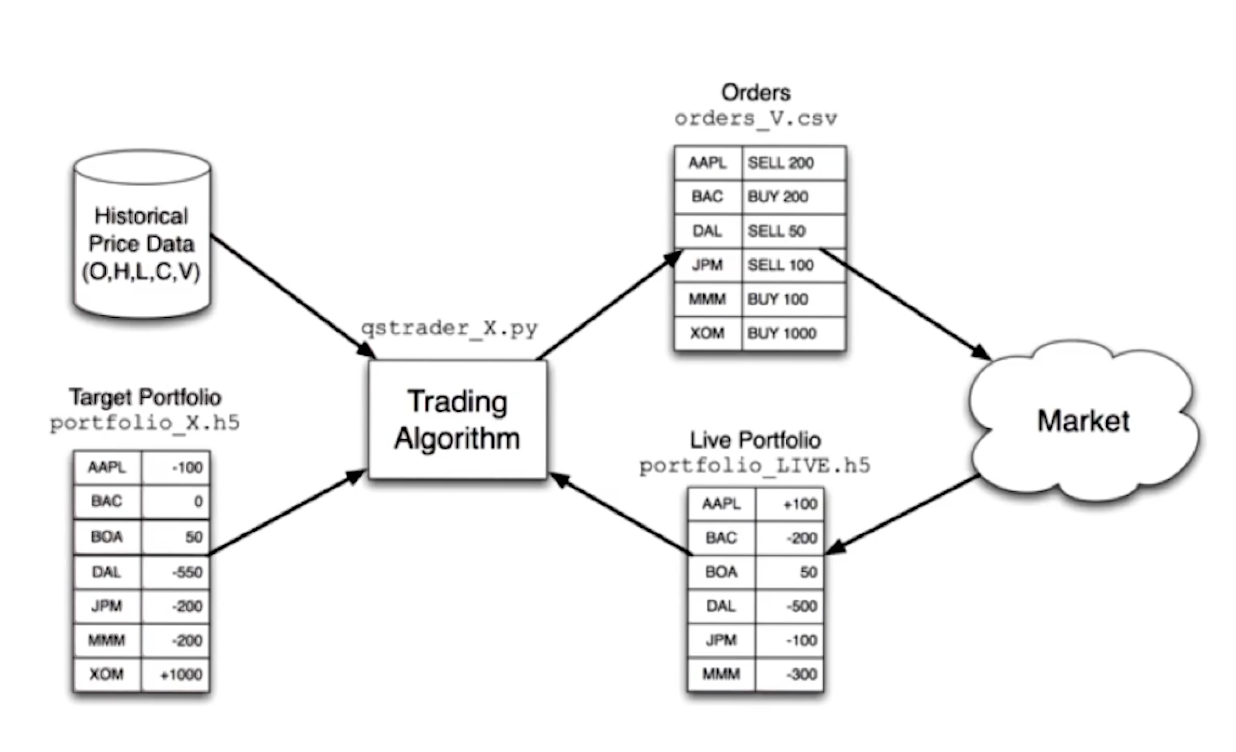 Orders
orders_V.csv
AAPL SELL 200
BAC BUY 200
DAL SELL 50
JPM SELL 100
MMM BUY 100
XOM BUY 1000
Historical
Price Data
(O,H,L,C,V)
qstrader_X.py
Trading
Algorithm
Target Portfolio
portfolio_X.h5
AAPL -100
BAC 0
BOA 50
DAL -550
JPM -200
MMM -200
XOM +1000
Market
Live Portfolio
portfolio_LIVE.h5
AAPL +100
BAC -200
BOA 50
DAL -500
JPM -100
MMM -300